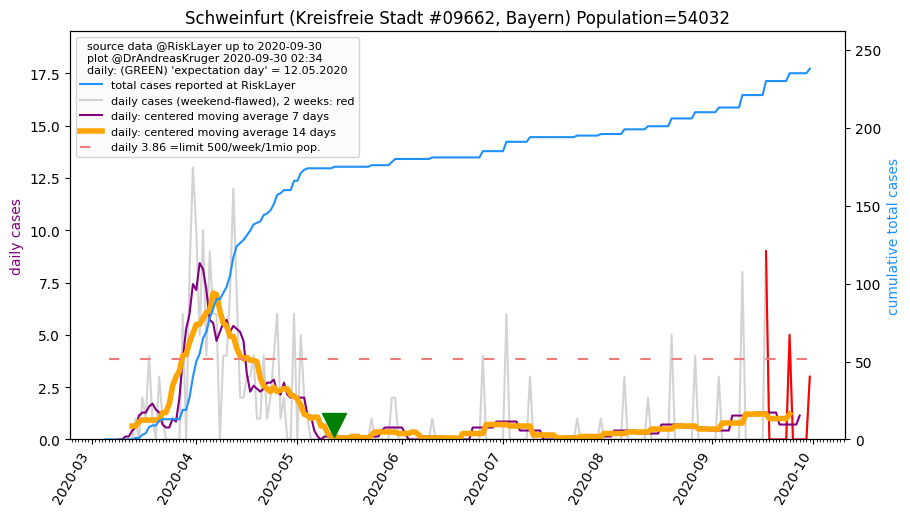 Schweinfurt (Kreisfreie Stadt #09662, Bayern) Population=54032
source data @RiskLayer up to 2020-09-30
plot @DrAndreasKruger 2020-09-30 02:34
daily: (GREEN) 'expectation day' = 12.05.2020
total cases reported at RiskLayer
daily cases (weekend-flawed), 2 weeks: red
daily: centered moving average 7 days
daily: centered moving average 14 days
daily 3.86 =limit 500/week/1mio pop.
daily cases
17.5
15.0
12.5
10.0
7.5
5.0
2.5
0.0
250
200
150
100
50
0
cumulative total cases
2020-03
2020-04
2020-05
2020-06
2020-07
2020-08
2020-09
2020-10